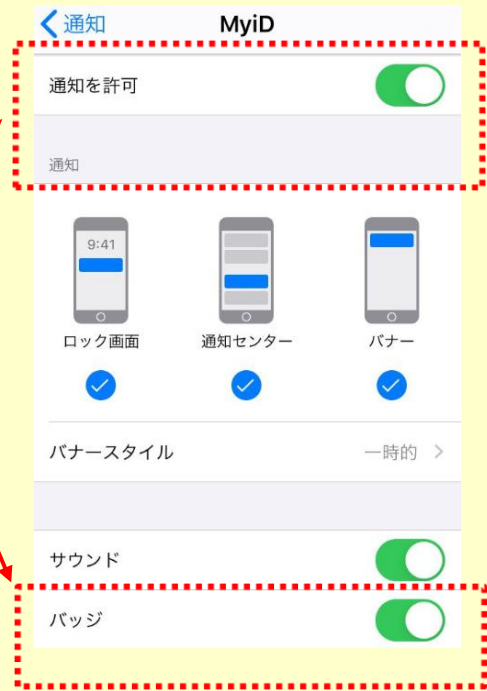 通知 MyiD
通知を許可
通知
9:41
ロック画面 通知センター バナー
バナースタイル 一時的
サウンド
バッジ